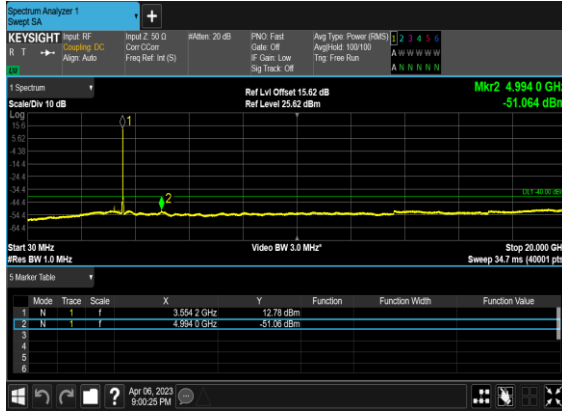 Spectrum Analyzer 1
Swept SA
+
KEYSIGHT Input: RF Input Z: 50 Ω #Atten: 20 dB PNO: Fast Avg Type: Power (RMS) 1 2 3 4 5 6
R T Coupling: DC Corr CCorr Gate: Off Avg|Hold: 100/100 A W W W W W
Align: Auto Freq Ref: Int (S) IF Gain: Low Trig: Free Run
Sig Track: Off A N N N N N
LXI
1 Spectrum Ref Lvl Offset 15.62 dB Mkr2 4.994 0 GHz
Scale/Div 10 dB Ref Level 25.62 dBm -51.064 dBm
Log
15.6
5.62
-4.38
-14.4
-24.4
-34.4
-44.4
-54.4
-64.4
1
2
DL1 -40.00 dBm
Start 30 MHz Video BW 3.0 MHz* Stop 20.000 GHz
#Res BW 1.0 MHz Sweep 34.7 ms (40001 pts)
5 Marker Table
Mode Trace Scale X Y Function Function Width Function Value
1 N 1 f 3.554 2 GHz 12.78 dBm
2 N 1 f 4.994 0 GHz -51.06 dBm
3
4
5
6
? Apr 06, 2023
9:00:25 PM